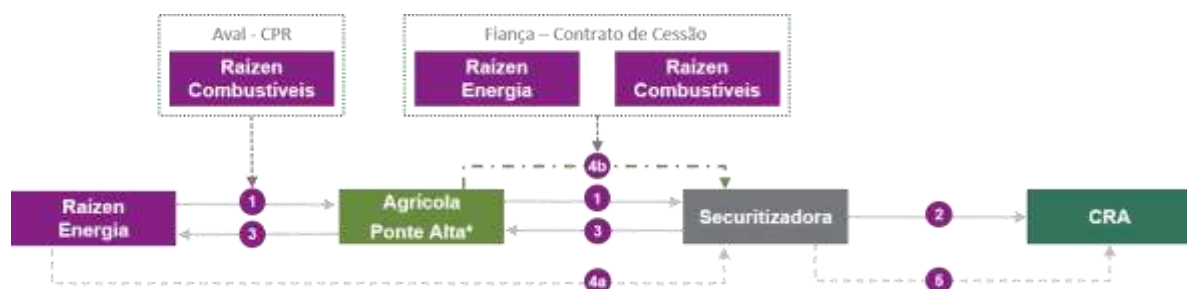 Aval - CPR
Raizen
Combustíveis
Fiança – Contrato de Cessão
Raizen
Energia
Raizen
Combustíveis
4b
Raizen
Energia
1
3
Agrícola
Ponte Alta*
1
3
Securitizadora
2
CRA
4a
5